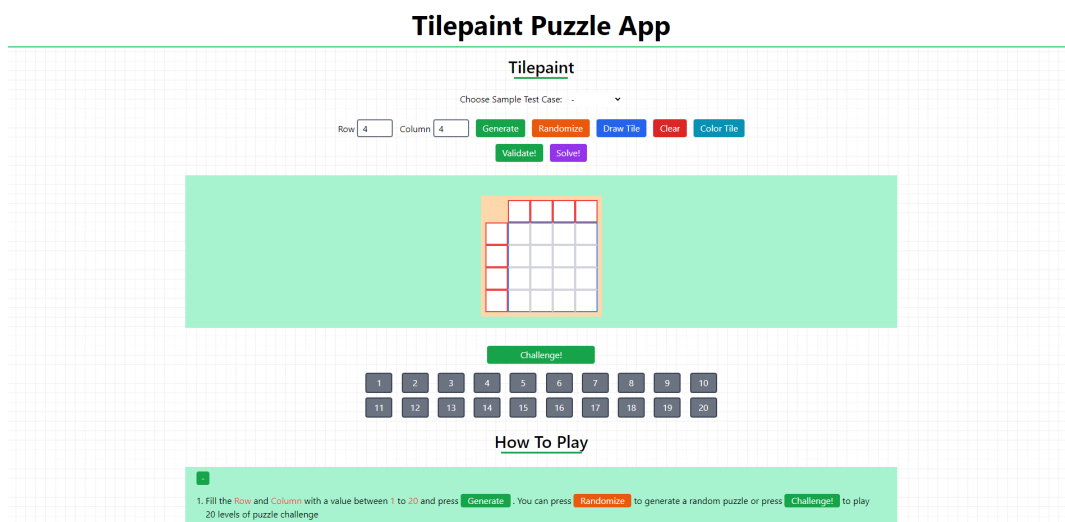 Tilepaint Puzzle App
Tilepaint
Choose Sample Test Case: -
Row 4 Column 4 Generate Randomize Draw Tile Clear Color Tile
Validate! Solve!
Challenge!
1 2 3 4 5 6 7 8 9 10
11 12 13 14 15 16 17 18 19 20
How To Play
-
1. Fill the Row and Column with a value between 1 to 20 and press Generate . You can press Randomize to generate a random puzzle or press Challenge! to play
20 levels of puzzle challenge